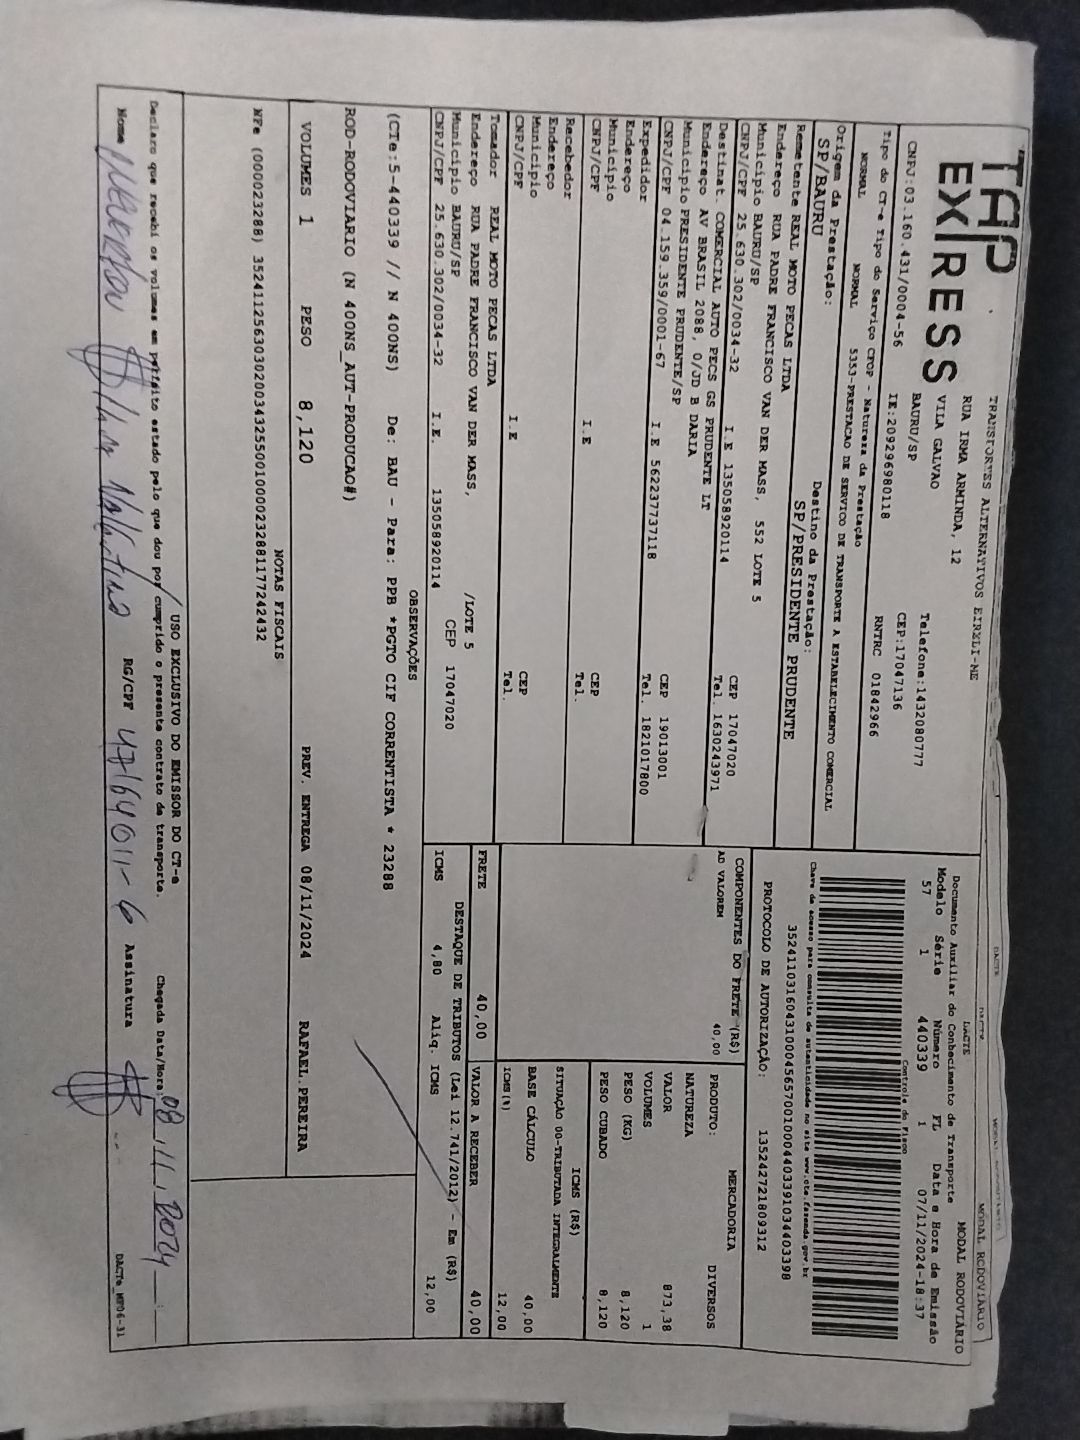 TAP
EXPRESS
TRANSPORTES ALTERNATIVOS EIRELI-ME
RUA IRMA ARMINDA, 12
VILA GALVAO
BAURU/SP
Telefone:1432080777
CEP:17047136
CNPJ:03.160.431/0004-56 IE:209296980118 RNTRC 01842966
Tipo do CT-e Tipo do Serviço CFOP - Natureza da Prestação
NORMAL NORMAL 5353-PRESTACAO DE SERVICO DE TRANSPORTE A ESTABELECIMENTO COMERCIAL
Origem da Prestação: Destino da Prestação:
SP/BAURU SP/PRESIDENTE PRUDENTE
DACTE MODAL RODOVIÁRIO
Documento Auxiliar do Conhecimento de Transporte
Modelo Série Número FL Data e Hora de Emissão
57 1 440339 1 07/11/2024-18:37
Controle do Fisco
Chave de acesso para consulta de autenticidade no site www.cte.fazenda.gov.br
35241103160431000456570010004403391034403398
PROTOCOLO DE AUTORIZAÇÃO: 135242721809312
Remetente REAL MOTO PECAS LTDA
Endereço RUA PADRE FRANCISCO VAN DER MASS, 552 LOTE 5
Município BAURU/SP CEP 17047020
CNPJ/CPF 25.630.302/0034-32 I.E 135058920114 Tel. 1630243971
Destinat. COMERCIAL AUTO PECS GS PRUDENTE LT
Endereço AV BRASIL 2088, 0/JD B DARIA
Município PRESIDENTE PRUDENTE/SP CEP 19013001
CNPJ/CPF 04.159.359/0001-67 I.E 562237737118 Tel. 1821017800
Expedidor
Endereço
Município CEP
CNPJ/CPF I.E Tel.
Recebedor
Endereço
Município CEP
CNPJ/CPF I.E Tel.
Tomador REAL MOTO PECAS LTDA
Endereço RUA PADRE FRANCISCO VAN DER MASS, /LOTE 5
Município BAURU/SP CEP 17047020
CNPJ/CPF 25.630.302/0034-32 I.E. 135058920114
COMPONENTES DO FRETE (R$)
AD VALOREM 40,00
PRODUTO: MERCADORIA
NATUREZA DIVERSOS
VALOR 873,38
VOLUMES 1
PESO (KG) 8,120
PESO CUBADO 8,120
ICMS (R$)
SITUAÇÃO 00-TRIBUTADA INTEGRALMENTE
BASE CÁLCULO 40,00
ICMS(%) 12,00
FRETE 40,00 VALOR A RECEBER 40,00
DESTAQUE DE TRIBUTOS (Lei 12.741/2012) - Em (R$)
ICMS 4,80 Aliq. ICMS 12,00
OBSERVAÇÕES
(CTe:5-440339 // N 400NS) De: BAU - Para: PPB *PGTO CIF CORRENTISTA * 23288
ROD-RODOVIARIO (N 400NS_AUT-PRODUCAO#)
VOLUMES 1 PESO 8,120 PREV. ENTREGA 08/11/2024 RAFAEL.PEREIRA
NOTAS FISCAIS
NFe (000023288) 35241125630302003432550010000232881177242432
USO EXCLUSIVO DO EMISSOR DO CT-e
Declaro que recebi os volumes em perfeito estado pelo que dou por cumprido o presente contrato de transporte. Chegada Data/Hora: 08 11 2024
Nome RG/CPF 47164011-6 Assinatura
DACTe_MP06-31